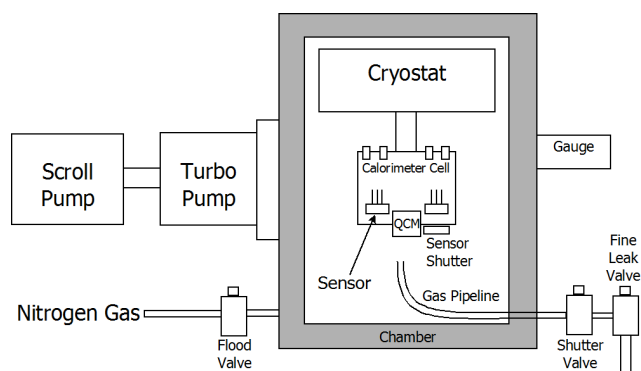 Cryostat
Scroll
Pump
Turbo
Pump
Calorimeter Cell
Gauge
QCM
Sensor
Shutter
Sensor
Fine
Leak
Valve
Gas Pipeline
Nitrogen Gas
Flood
Valve
Chamber
Shutter
Valve